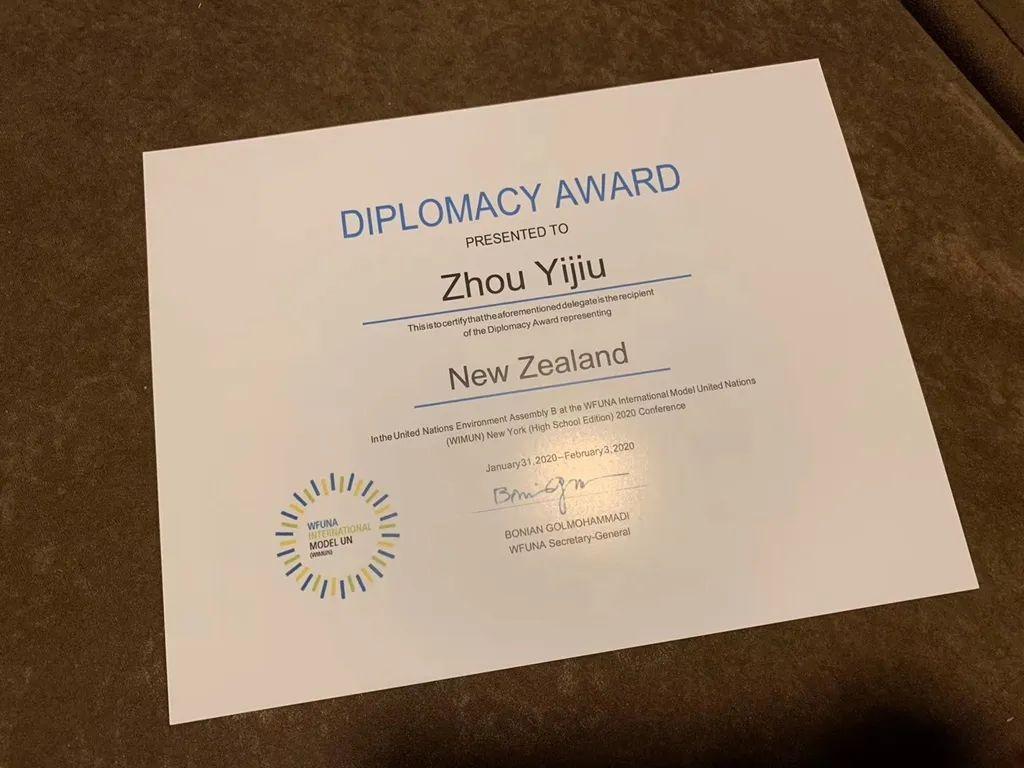 DIPLOMACY AWARD
PRESENTED TO
Zhou Yijiu
This is to certify that the aforementioned delegate is the recipient
of the Diplomacy Award representing
New Zealand
In the United Nations Environment Assembly B at the WFUNA International Model United Nations
(WIMUN) New York (High School Edition) 2020 Conference
January 31, 2020 – February 3, 2020
BONIAN GOLMOHAMMADI
WFUNA Secretary-General
WFUNA
INTERNATIONAL
MODEL UN
(WIMUN)